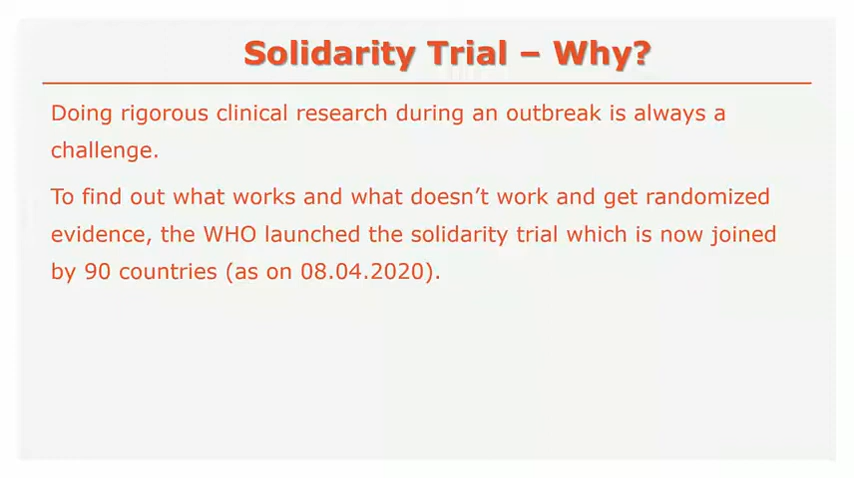 Solidarity Trial – Why?
Doing rigorous clinical research during an outbreak is always a
challenge.
To find out what works and what doesn’t work and get randomized
evidence, the WHO launched the solidarity trial which is now joined
by 90 countries (as on 08.04.2020).